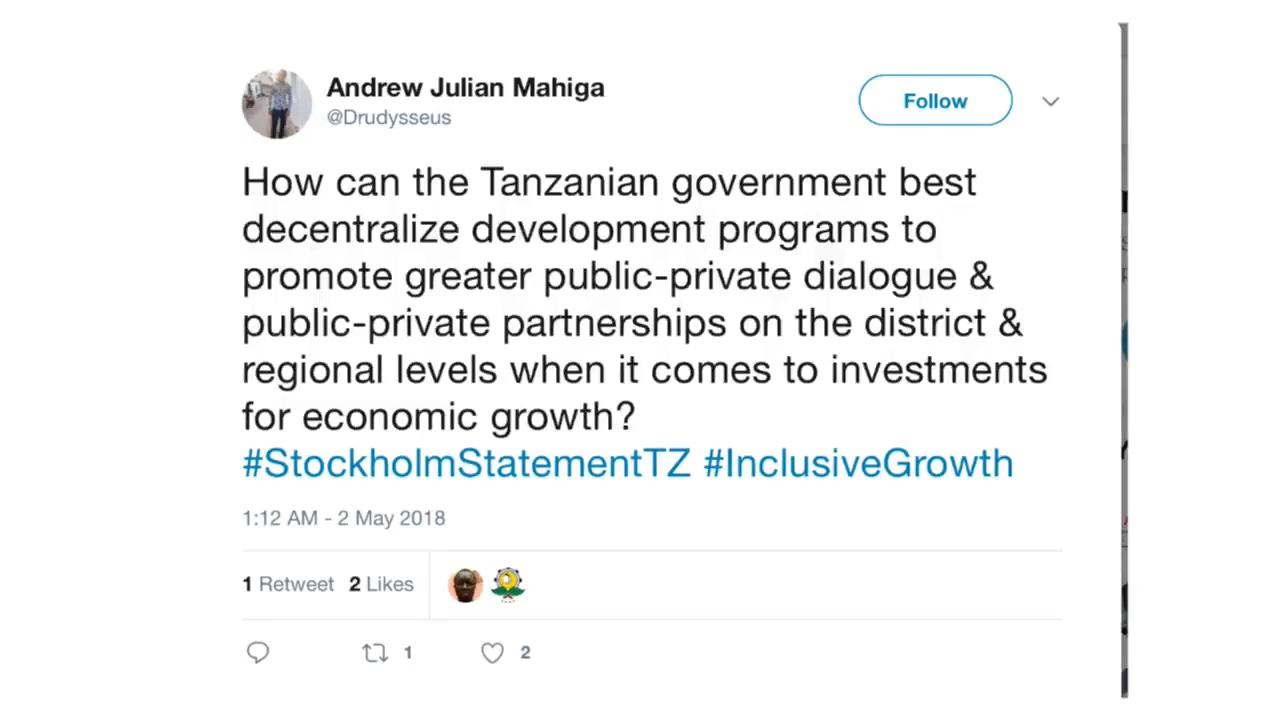 Andrew Julian Mahiga
@Drudysseus
Follow
How can the Tanzanian government best
decentralize development programs to
promote greater public-private dialogue &
public-private partnerships on the district &
regional levels when it comes to investments
for economic growth?
#StockholmStatementTZ #InclusiveGrowth
1:12 AM - 2 May 2018
1 Retweet 2 Likes
1 2